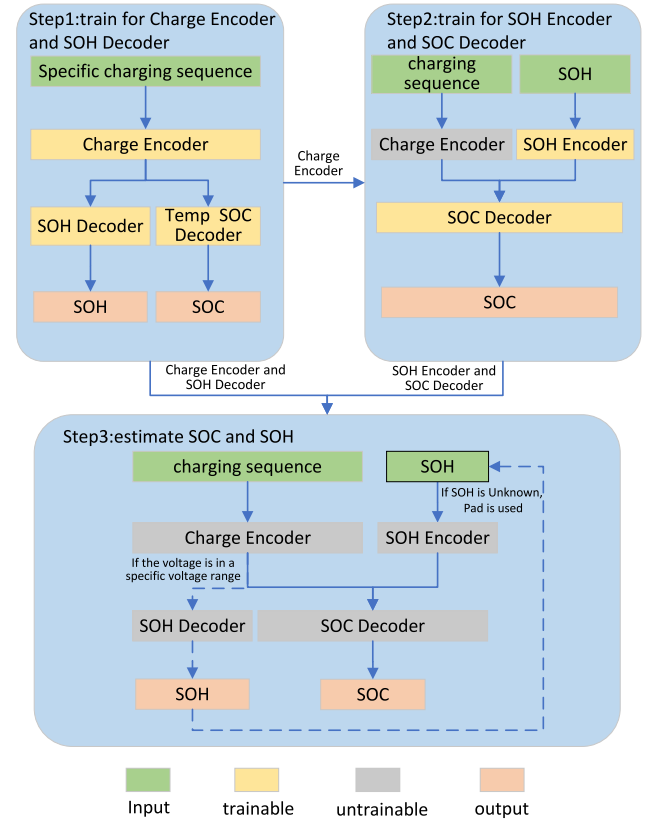 Step1:train for Charge Encoder
and SOH Decoder
Specific charging sequence
Charge Encoder
SOH Decoder
Temp SOC
Decoder
SOH
SOC
Charge
Encoder
Step2:train for SOH Encoder
and SOC Decoder
charging
sequence
SOH
Charge Encoder
SOH Encoder
SOC Decoder
SOC
Charge Encoder and
SOH Decoder
SOH Encoder and
SOC Decoder
Step3:estimate SOC and SOH
charging sequence
SOH
If SOH is Unknown,
Pad is used
Charge Encoder
SOH Encoder
If the voltage is in a
specific voltage range
SOH Decoder
SOC Decoder
SOH
SOC
Input
trainable
untrainable
output